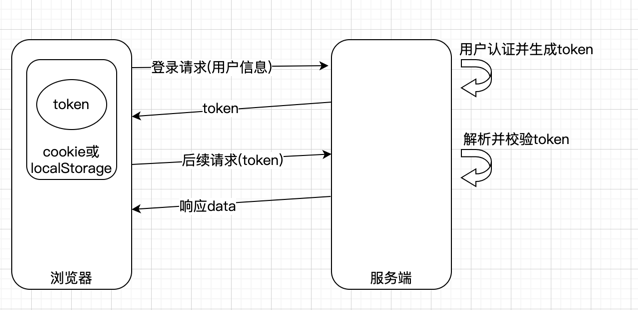 登录请求(用户信息)
用户认证并生成token
token
token
cookie或
localStorage
解析并校验token
后续请求(token)
响应data
浏览器
服务端